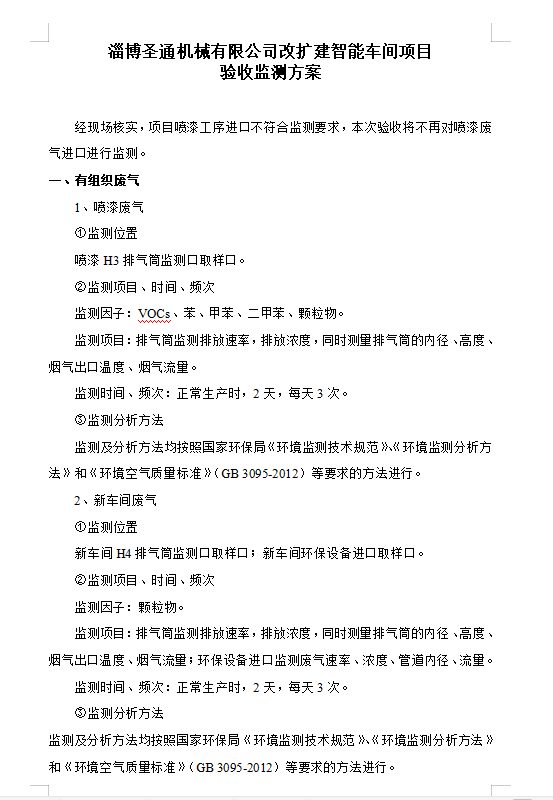 淄博圣通机械有限公司改扩建智能车间项目
验收监测方案
经现场核实，项目喷漆工序进口不符合监测要求，本次验收将不再对喷漆废
气进口进行监测。
一、有组织废气
1、喷漆废气
①监测位置
喷漆 H3 排气筒监测口取样口。
②监测项目、时间、频次
监测因子：VOCs、苯、甲苯、二甲苯、颗粒物。
监测项目：排气筒监测排放速率，排放浓度，同时测量排气筒的内径、高度、
烟气出口温度、烟气流量。
监测时间、频次：正常生产时，2 天，每天 3 次。
③监测分析方法
监测及分析方法均按照国家环保局《环境监测技术规范》、《环境监测分析方
法》和《环境空气质量标准》（GB 3095-2012）等要求的方法进行。
2、新车间废气
①监测位置
新车间 H4 排气筒监测口取样口；新车间环保设备进口取样口。
②监测项目、时间、频次
监测因子：颗粒物。
监测项目：排气筒监测排放速率，排放浓度，同时测量排气筒的内径、高度、
烟气出口温度、烟气流量；环保设备进口监测废气速率、浓度、管道内径、流量。
监测时间、频次：正常生产时，2 天，每天 3 次。
③监测分析方法
监测及分析方法均按照国家环保局《环境监测技术规范》、《环境监测分析方法》
和《环境空气质量标准》（GB 3095-2012）等要求的方法进行。